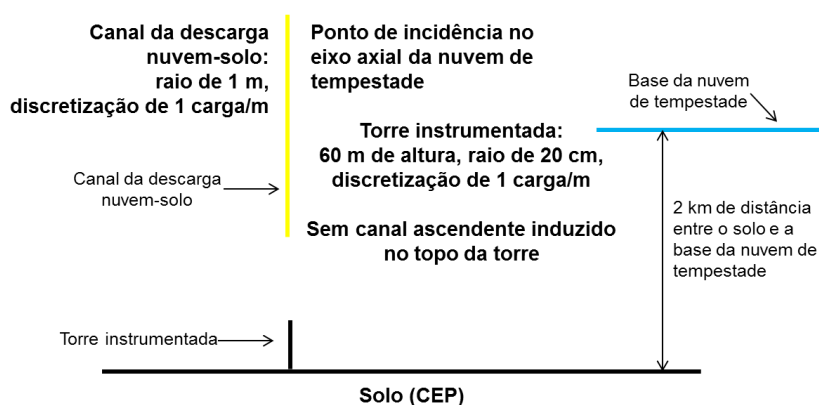 Canal da descarga
nuvem-solo:
raio de 1 m,
discretização de 1 carga/m
Ponto de incidência no
eixo axial da nuvem de
tempestade
Base da nuvem
de tempestade
Torre instrumentada:
60 m de altura, raio de 20 cm,
discretização de 1 carga/m
Canal da descarga
nuvem-solo
2 km de distância
entre o solo e a
base da nuvem de
tempestade
Sem canal ascendente induzido
no topo da torre
Torre instrumentada
Solo (CEP)